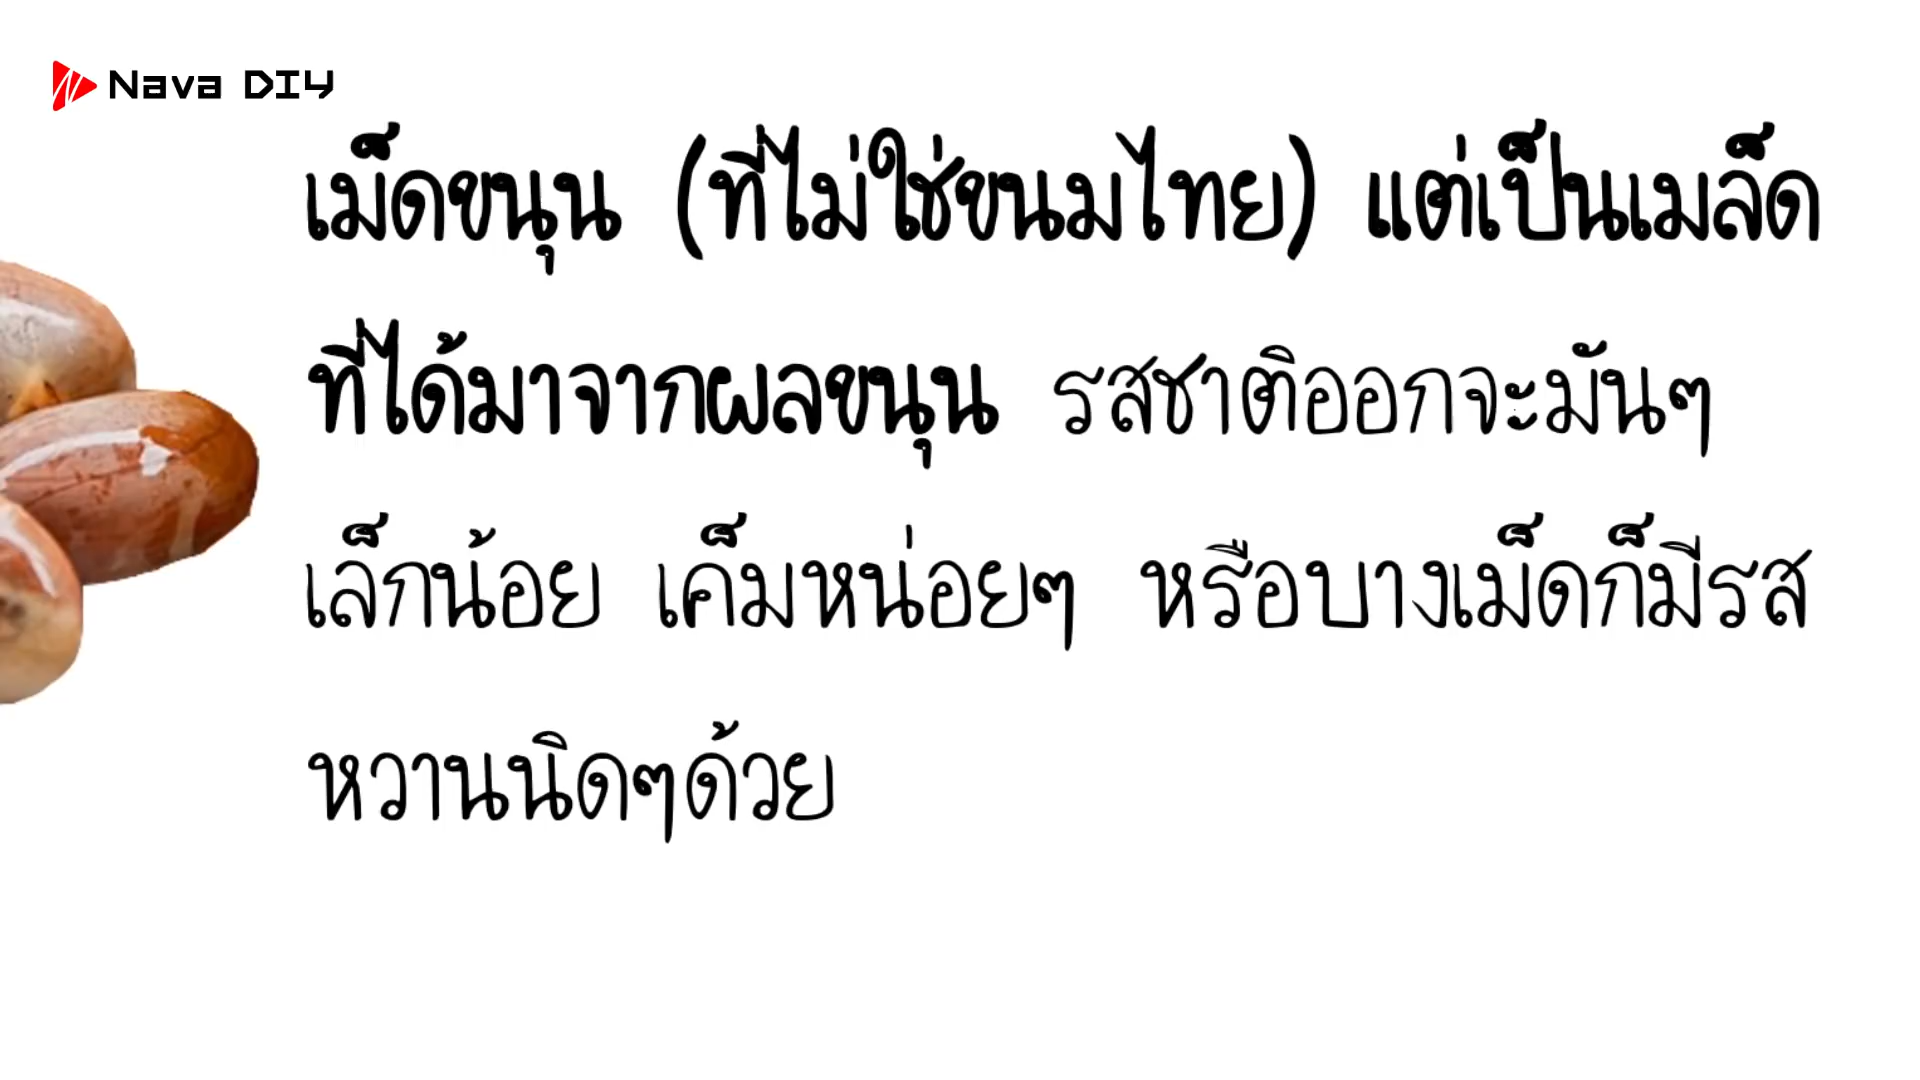 Nava DIY
เม็ดขนุน (ที่ไม่ใช่ขนมไทย) แต่เป็นเมล็ด
ที่ได้มาจากผลขนุน รสชาติออกจะมันๆ
เล็กน้อย เค็มหน่อยๆ หรือบางเม็ดก็มีรส
หวานนิดๆด้วย